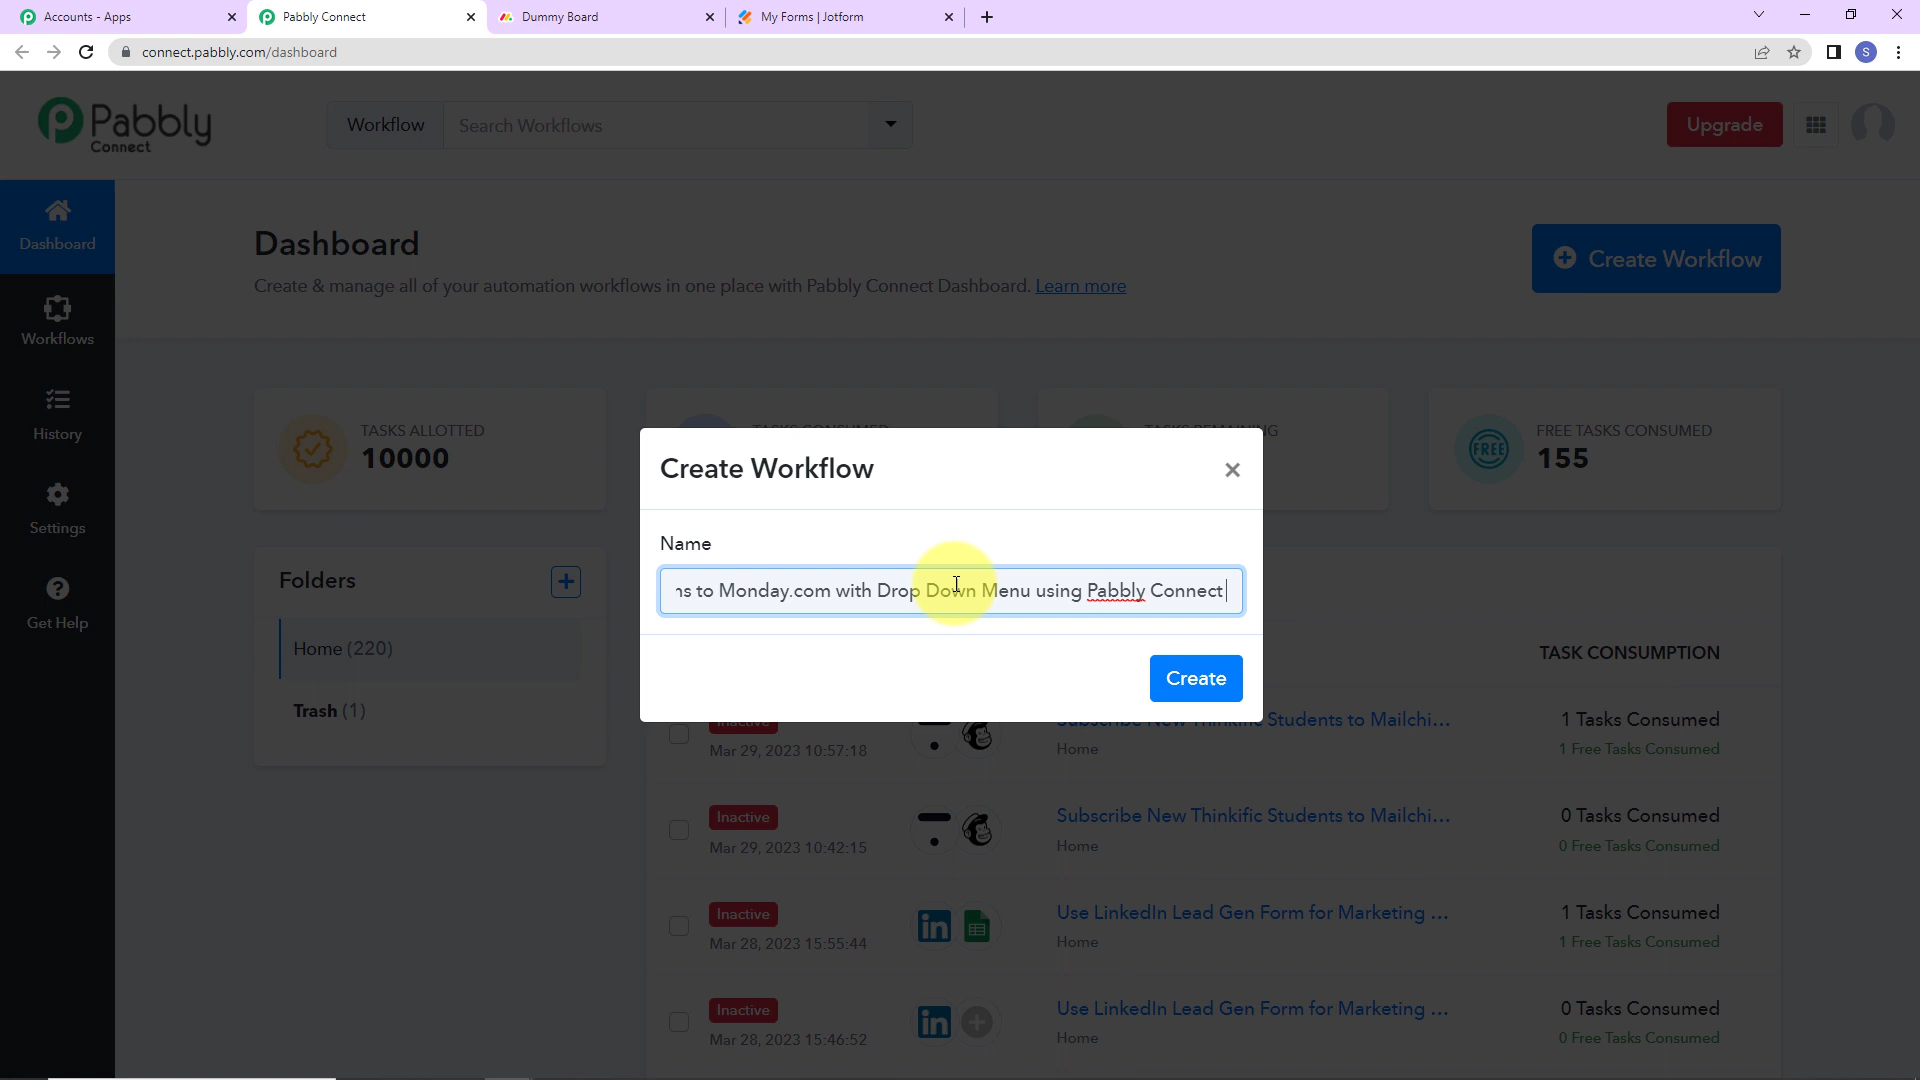 Accounts - Apps
Pabbly Connect
Dummy Board
My Forms | Jotform
connect.pabbly.com/dashboard
S
Pabbly
Connect
Workflow
Search Workflows
Upgrade
Dashboard
Workflows
History
Settings
Get Help
Dashboard
Create & manage all of your automation workflows in one place with Pabbly Connect Dashboard. Learn more
Create Workflow
TASKS ALLOTTED
10000
TASKS CONSUMED
TASKS REMAINING
FREE
FREE TASKS CONSUMED
155
Folders
Home (220)
Trash (1)
Create Workflow
Name
ns to Monday.com with Drop Down Menu using Pabbly Connect
Create
TASK CONSUMPTION
Inactive
Mar 29, 2023 10:57:18
Subscribe New Thinkific Students to Mailchi...
Home
1 Tasks Consumed
1 Free Tasks Consumed
Inactive
Mar 29, 2023 10:42:15
Subscribe New Thinkific Students to Mailchi...
Home
0 Tasks Consumed
0 Free Tasks Consumed
Inactive
Mar 28, 2023 15:55:44
in
Use LinkedIn Lead Gen Form for Marketing ...
Home
1 Tasks Consumed
1 Free Tasks Consumed
Inactive
Mar 28, 2023 15:46:52
in
Use LinkedIn Lead Gen Form for Marketing ...
Home
0 Tasks Consumed
0 Free Tasks Consumed